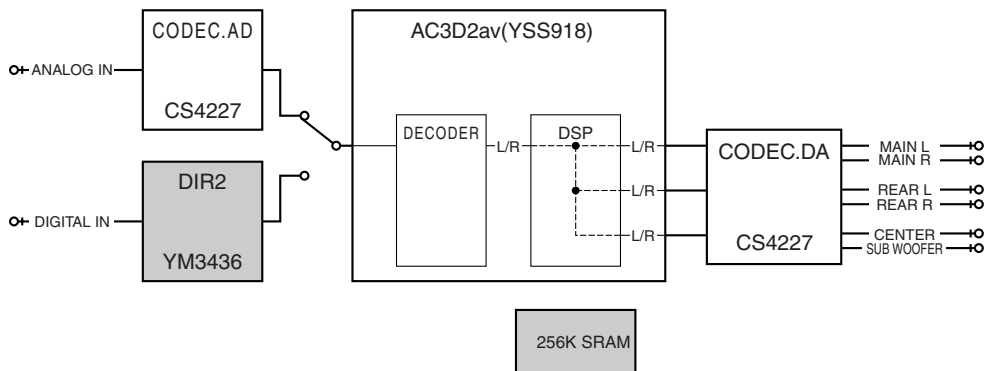 CODEC.AD
CS4227
ANALOG IN
DIR2
YM3436
DIGITAL IN
AC3D2av(YSS918)
DECODER
L/R
DSP
L/R
L/R
L/R
CODEC.DA
CS4227
MAIN L
MAIN R
REAR L
REAR R
CENTER
SUB WOOFER
256K SRAM